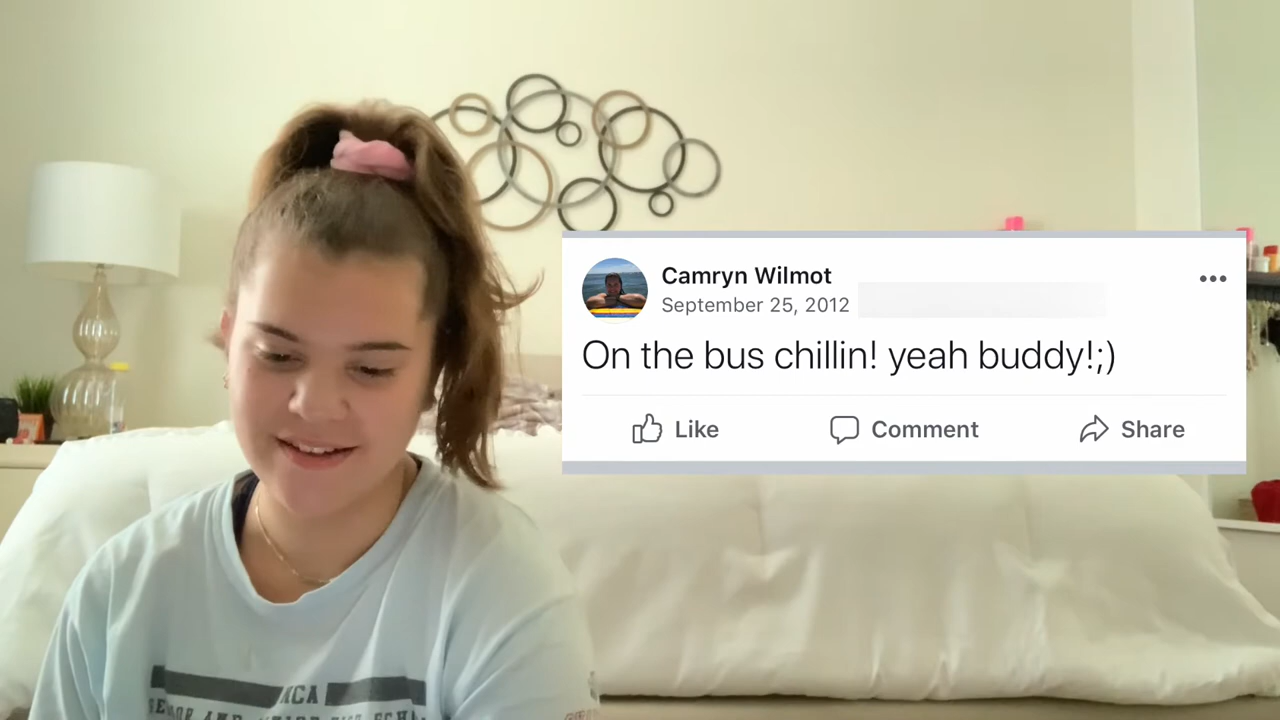 Camryn Wilmot
September 25, 2012
On the bus chillin! yeah buddy!;)
Like
Comment
Share